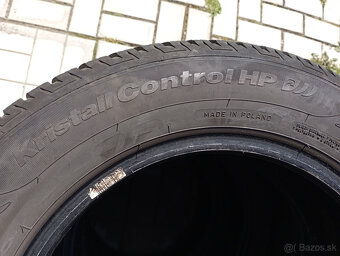 Kristall Control HP
MADE IN POLAND
Bazos.sk